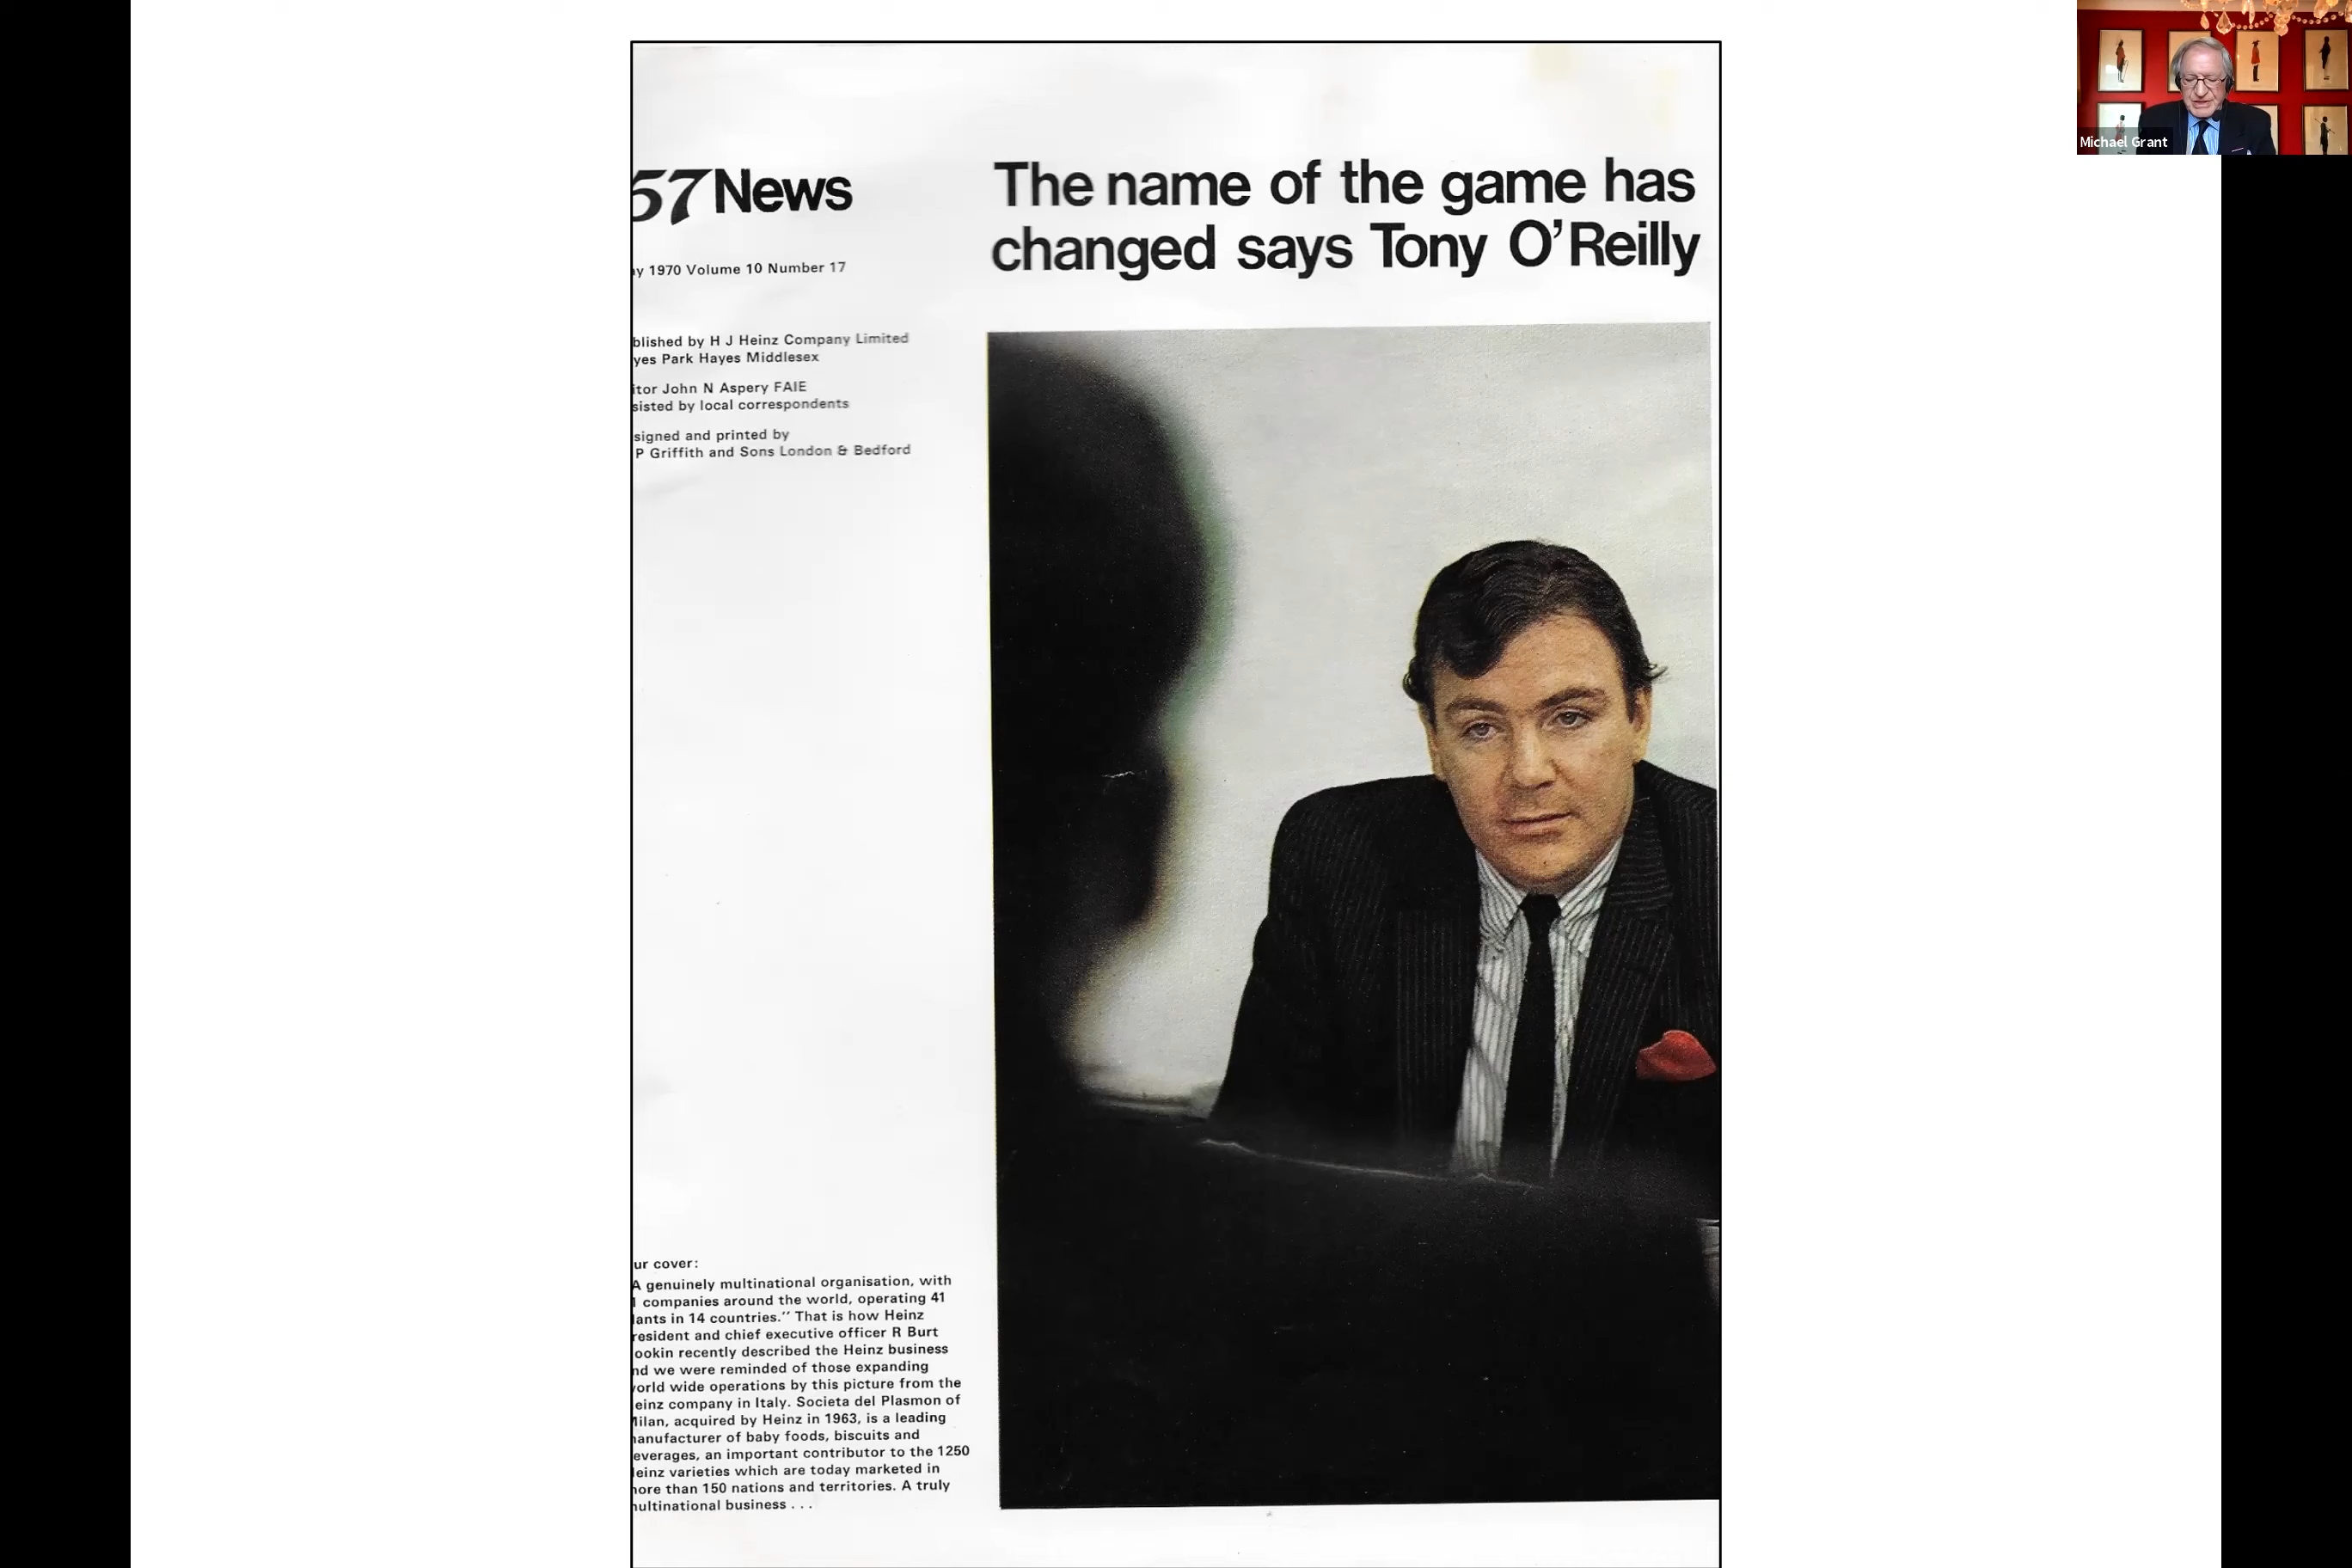 57 News
The name of the game has
changed says Tony O'Reilly
ay 1970 Volume 10 Number 17
blished by H J Heinz Company Limited
yes Park Hayes Middlesex
itor John N Aspery FAIE
sisted by local correspondents
signed and printed by
P Griffith and Sons London & Bedford
ur cover:
A genuinely multinational organisation, with
1 companies around the world, operating 41
lants in 14 countries.'' That is how Heinz
resident and chief executive officer R Burt
ookin recently described the Heinz business
nd we were reminded of those expanding
orld wide operations by this picture from the
einz company in Italy. Societa del Plasmon of
ilan, acquired by Heinz in 1963, is a leading
anufacturer of baby foods, biscuits and
everages, an important contributor to the 1250
einz varieties which are today marketed in
ore than 150 nations and territories. A truly
ultinational business . . .
Michael Grant